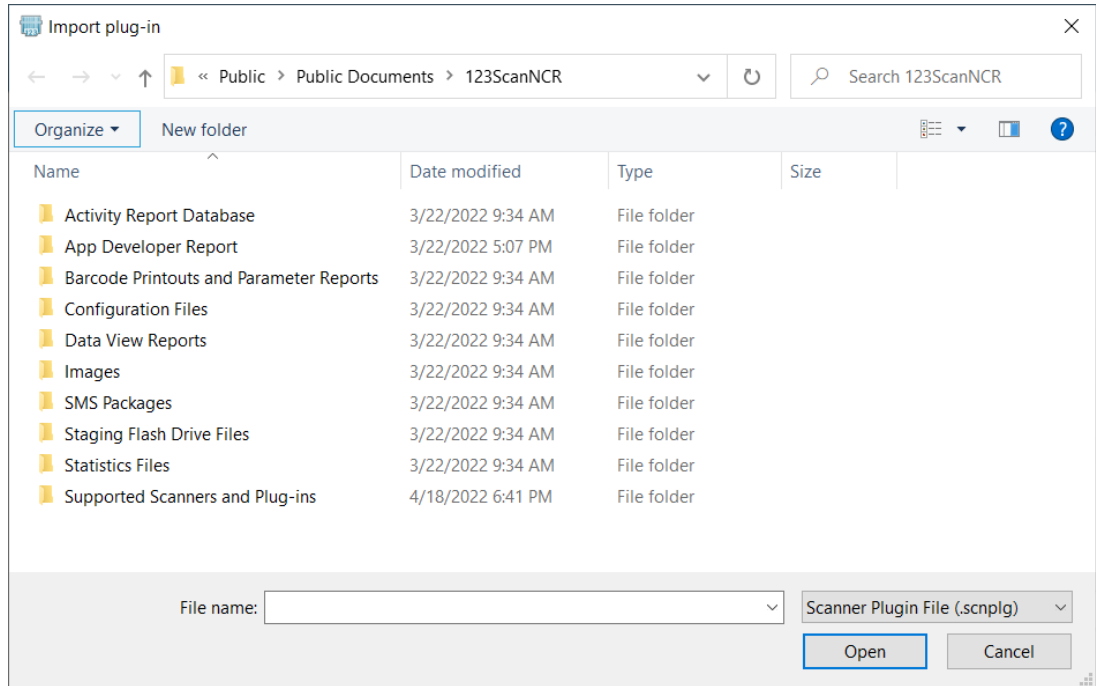 Import plug-in
« Public > Public Documents > 123ScanNCR
Search 123ScanNCR
Organize New folder
Name Date modified Type Size
Activity Report Database 3/22/2022 9:34 AM File folder
App Developer Report 3/22/2022 5:07 PM File folder
Barcode Printouts and Parameter Reports 3/22/2022 9:34 AM File folder
Configuration Files 3/22/2022 9:34 AM File folder
Data View Reports 3/22/2022 9:34 AM File folder
Images 3/22/2022 9:34 AM File folder
SMS Packages 3/22/2022 9:34 AM File folder
Staging Flash Drive Files 3/22/2022 9:34 AM File folder
Statistics Files 3/22/2022 9:34 AM File folder
Supported Scanners and Plug-ins 4/18/2022 6:41 PM File folder
File name: Scanner Plugin File (.scnplg)
Open Cancel